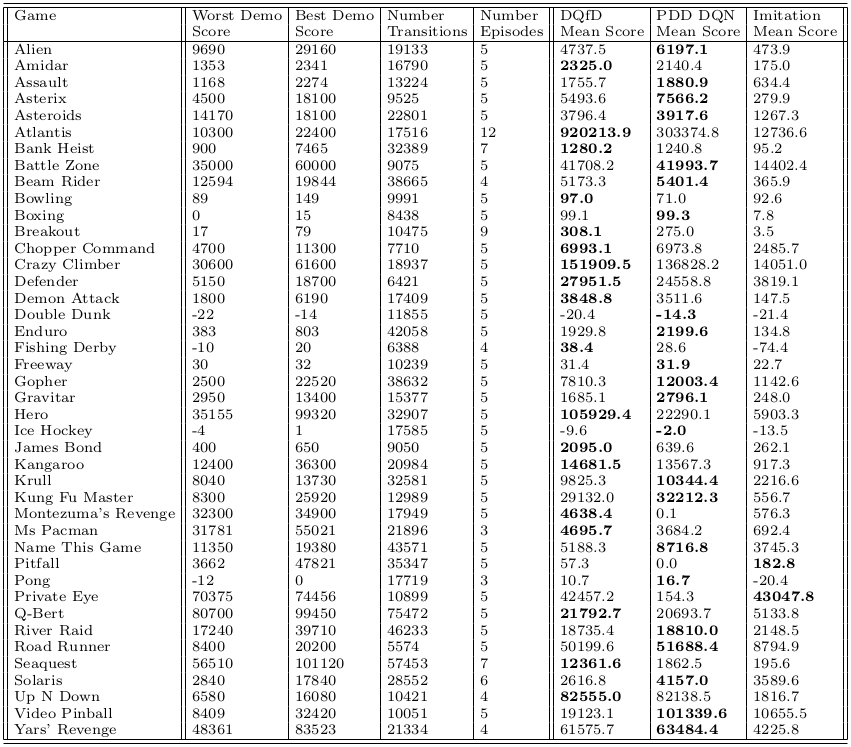 Game Worst Demo Best Demo Number Number DQfD PDD DQN Imitation
Score Score Transitions Episodes Mean Score Mean Score Mean Score
Alien 9690 29160 19133 5 4737.5 6197.1 473.9
Amidar 1353 2341 16790 5 2325.0 2140.4 175.0
Assault 1168 2274 13224 5 1755.7 1880.9 634.4
Asterix 4500 18100 9525 5 5493.6 7566.2 279.9
Asteroids 14170 18100 22801 5 3796.4 3917.6 1267.3
Atlantis 10300 22400 17516 12 920213.9 303374.8 12736.6
Bank Heist 900 7465 32389 7 1280.2 1240.8 95.2
Battle Zone 35000 60000 9075 5 41708.2 41993.7 14402.4
Beam Rider 12594 19844 38665 4 5173.3 5401.4 365.9
Bowling 89 149 9991 5 97.0 71.0 92.6
Boxing 0 15 8438 5 99.1 99.3 7.8
Breakout 17 79 10475 9 308.1 275.0 3.5
Chopper Command 4700 11300 7710 5 6993.1 6973.8 2485.7
Crazy Climber 30600 61600 18937 5 151909.5 136828.2 14051.0
Defender 5150 18700 6421 5 27951.5 24558.8 3819.1
Demon Attack 1800 6190 17409 5 3848.8 3511.6 147.5
Double Dunk -22 -14 11855 5 -20.4 -14.3 -21.4
Enduro 383 803 42058 5 1929.8 2199.6 134.8
Fishing Derby -10 20 6388 4 38.4 28.6 -74.4
Freeway 30 32 10239 5 31.4 31.9 22.7
Gopher 2500 22520 38632 5 7810.3 12003.4 1142.6
Gravitar 2950 13400 15377 5 1685.1 2796.1 248.0
Hero 35155 99320 32907 5 105929.4 22290.1 5903.3
Ice Hockey -4 1 17585 5 -9.6 -2.0 -13.5
James Bond 400 650 9050 5 2095.0 639.6 262.1
Kangaroo 12400 36300 20984 5 14681.5 13567.3 917.3
Krull 8040 13730 32581 5 9825.3 10344.4 2216.6
Kung Fu Master 8300 25920 12989 5 29132.0 32212.3 556.7
Montezuma's Revenge 32300 34900 17949 5 4638.4 0.1 576.3
Ms Pacman 31781 55021 21896 3 4695.7 3684.2 692.4
Name This Game 11350 19380 43571 5 5188.3 8716.8 3745.3
Pitfall 3662 47821 35347 5 57.3 0.0 182.8
Pong -12 0 17719 3 10.7 16.7 -20.4
Private Eye 70375 74456 10899 5 42457.2 154.3 43047.8
Q-Bert 80700 99450 75472 5 21792.7 20693.7 5133.8
River Raid 17240 39710 46233 5 18735.4 18810.0 2148.5
Road Runner 8400 20200 5574 5 50199.6 51688.4 8794.9
Seaquest 56510 101120 57453 7 12361.6 1862.5 195.6
Solaris 2840 17840 28552 6 2616.8 4157.0 3589.6
Up N Down 6580 16080 10421 4 82555.0 82138.5 1816.7
Video Pinball 8409 32420 10051 5 19123.1 101339.6 10655.5
Yars' Revenge 48361 83523 21334 4 61575.7 63484.4 4225.8